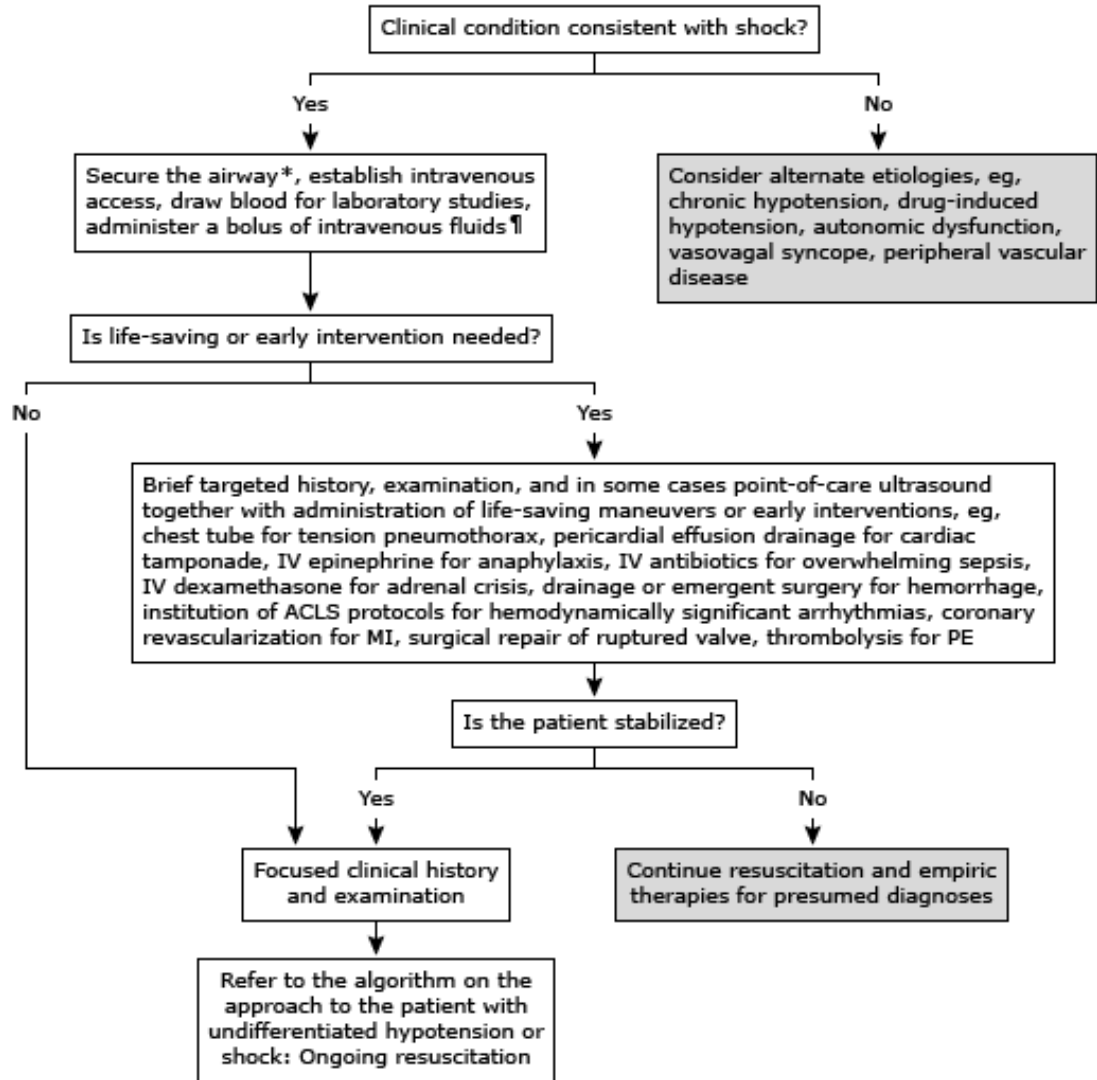 Clinical condition consistent with shock?
Yes
No
Secure the airway*, establish intravenous
access, draw blood for laboratory studies,
administer a bolus of intravenous fluids¶
Consider alternate etiologies, eg,
chronic hypotension, drug-induced
hypotension, autonomic dysfunction,
vasovagal syncope, peripheral vascular
disease
Is life-saving or early intervention needed?
No
Yes
Brief targeted history, examination, and in some cases point-of-care ultrasound
together with administration of life-saving maneuvers or early interventions, eg,
chest tube for tension pneumothorax, pericardial effusion drainage for cardiac
tamponade, IV epinephrine for anaphylaxis, IV antibiotics for overwhelming sepsis,
IV dexamethasone for adrenal crisis, drainage or emergent surgery for hemorrhage,
institution of ACLS protocols for hemodynamically significant arrhythmias, coronary
revascularization for MI, surgical repair of ruptured valve, thrombolysis for PE
Is the patient stabilized?
Yes
No
Focused clinical history
and examination
Continue resuscitation and empiric
therapies for presumed diagnoses
Refer to the algorithm on the
approach to the patient with
undifferentiated hypotension or
shock: Ongoing resuscitation